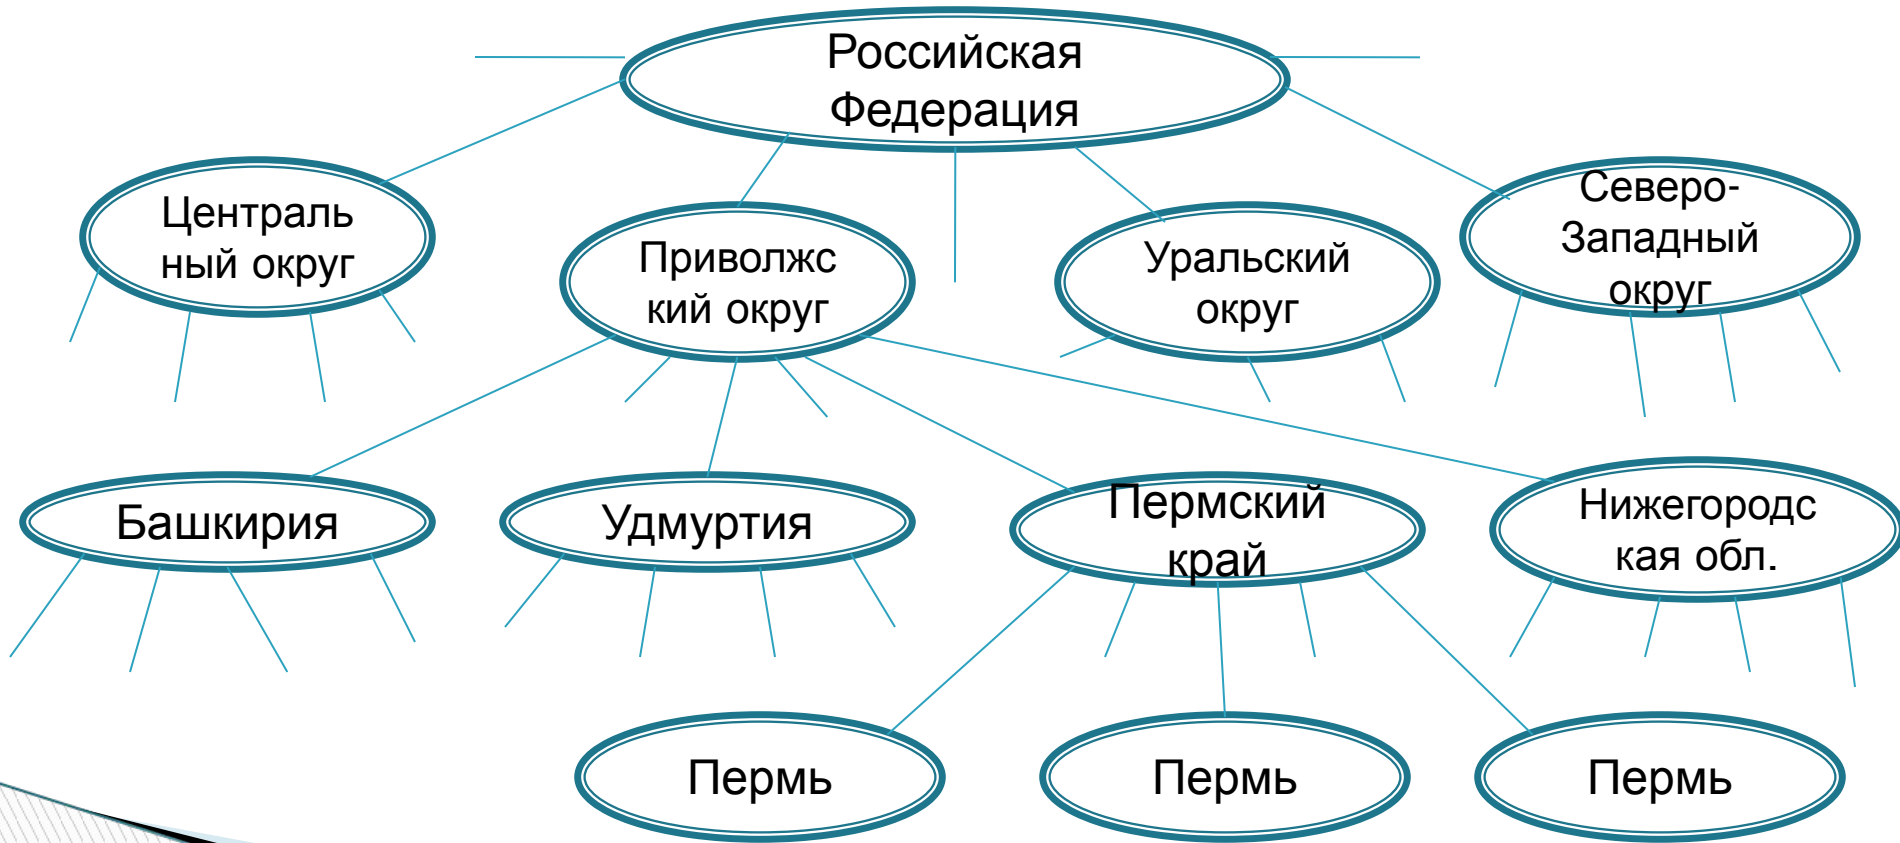 Российская
Федерация
Централь
ный округ
Приволжс
кий округ
Уральский
округ
Северо-
Западный
округ
Башкирия
Удмуртия
Пермский
край
Нижегородс
кая обл.
Пермь
Пермь
Пермь